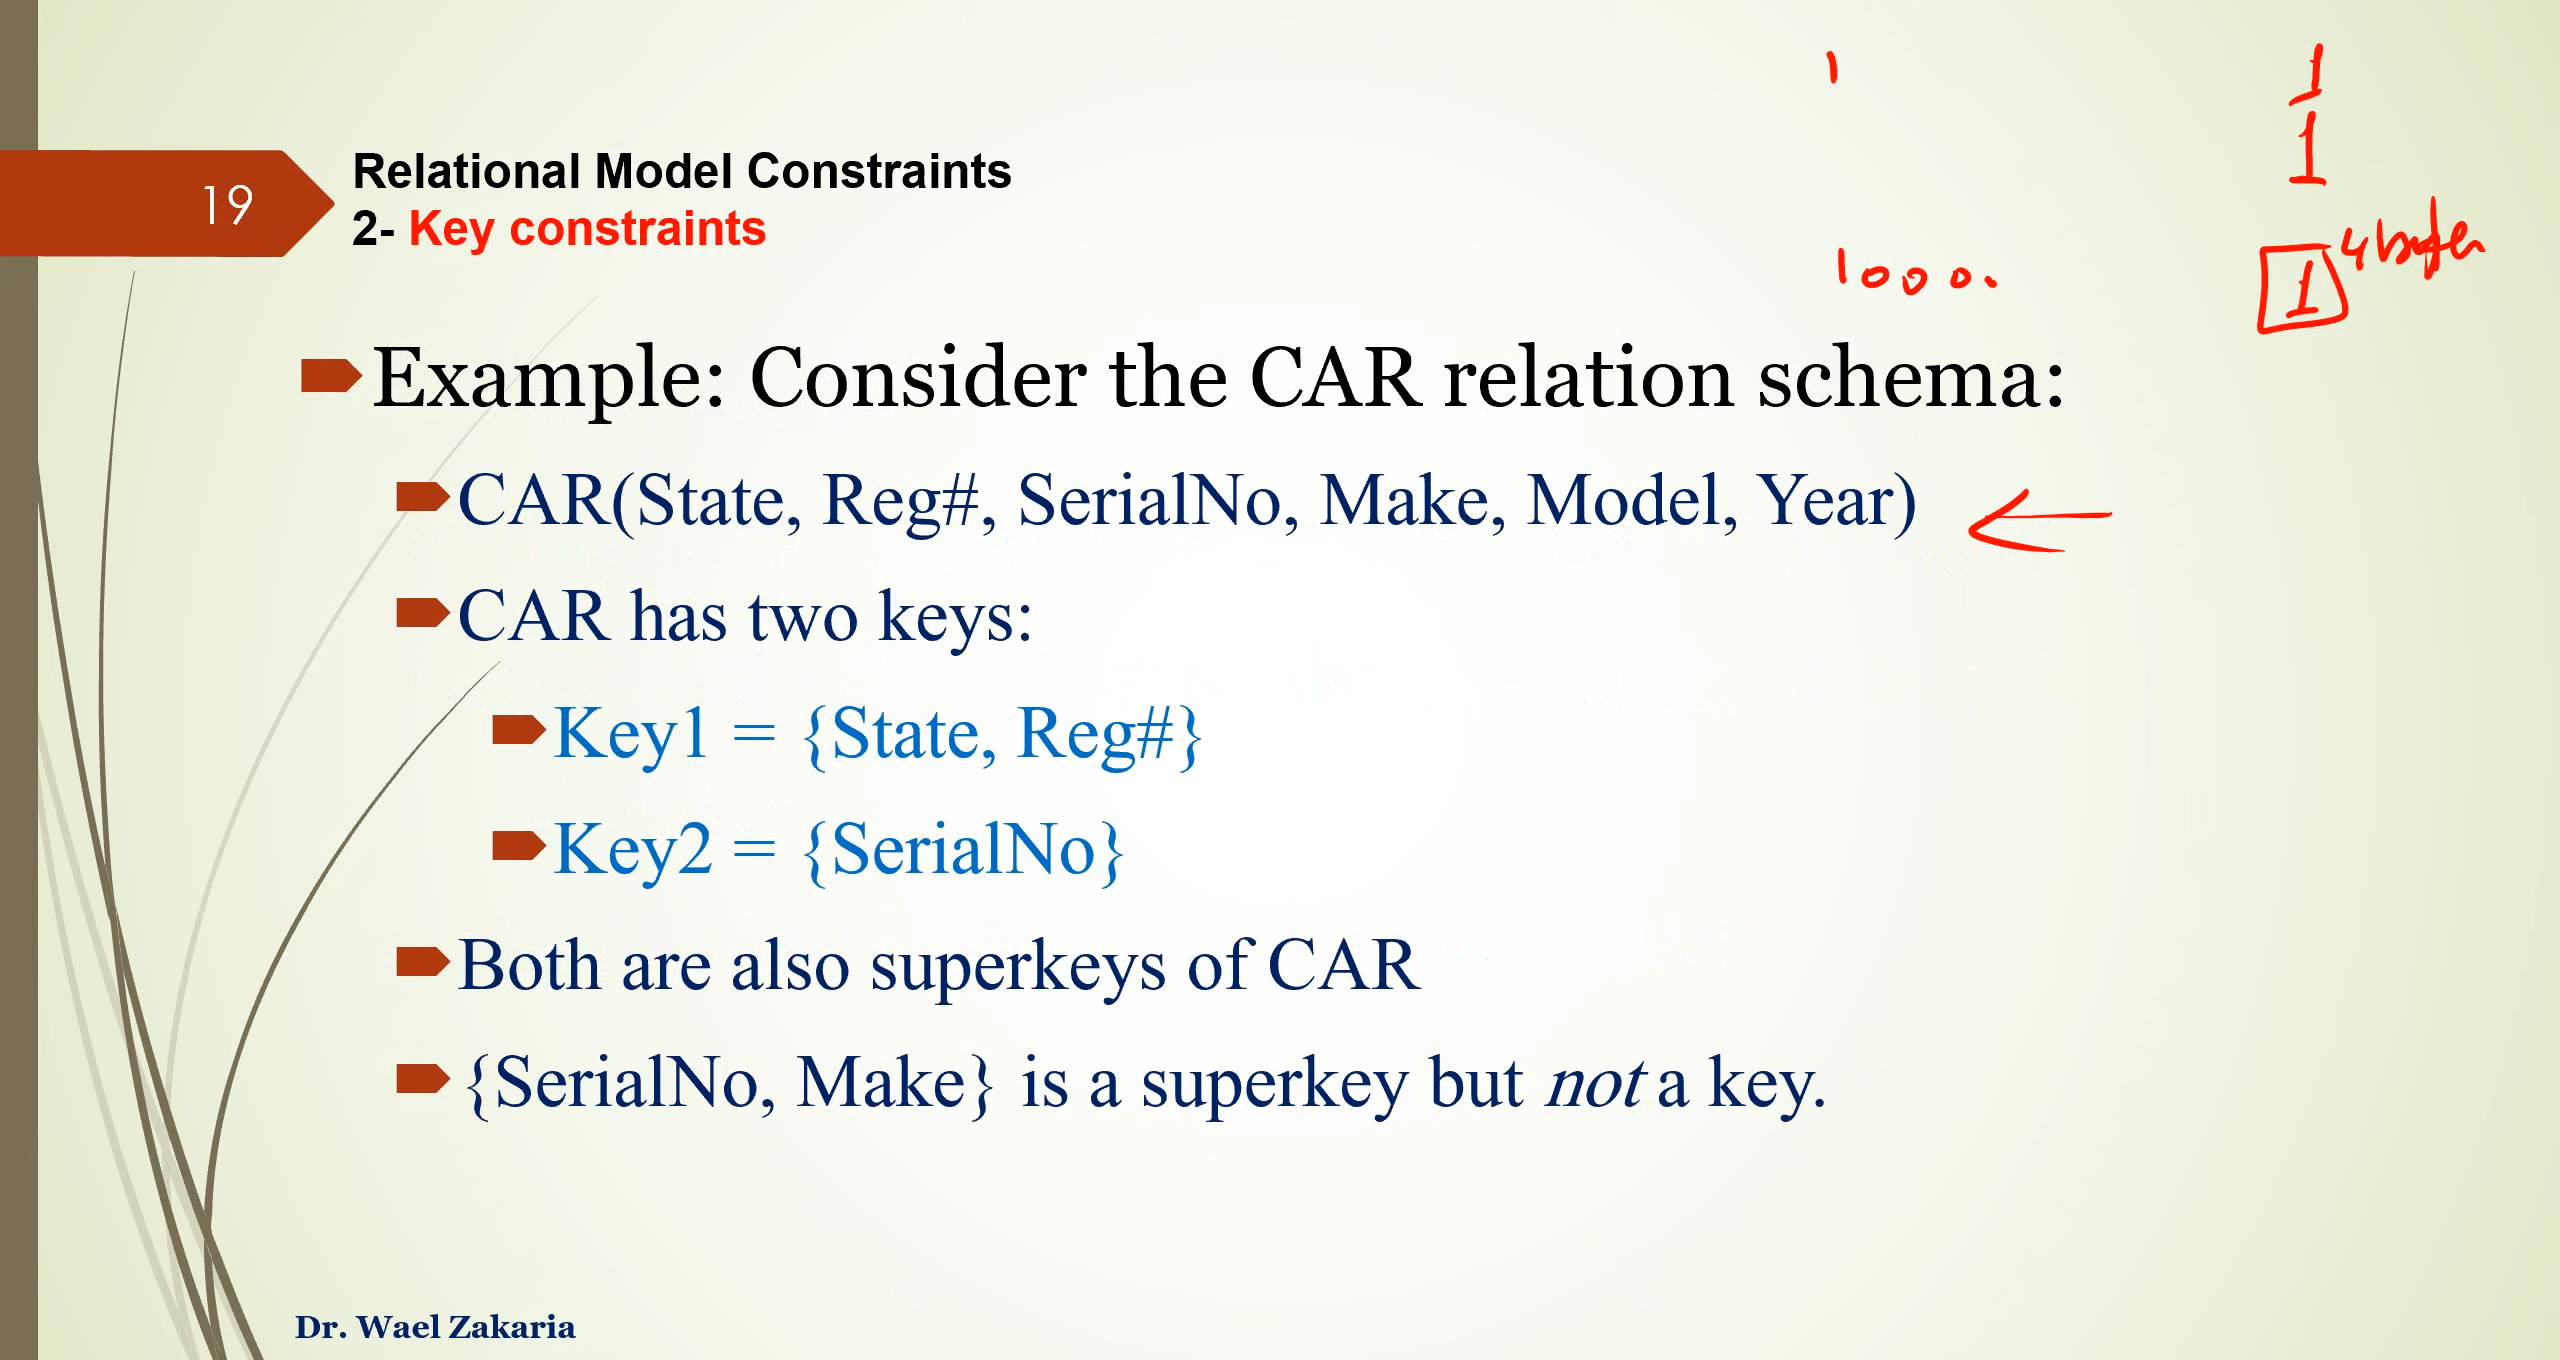 19
Relational Model Constraints
2- Key constraints
1
1
1
1
4 bytes
1000.
Example: Consider the CAR relation schema:
CAR(State, Reg#, SerialNo, Make, Model, Year)
CAR has two keys:
Key1 = {State, Reg#}
Key2 = {SerialNo}
Both are also superkeys of CAR
{SerialNo, Make} is a superkey but not a key.
Dr. Wael Zakaria